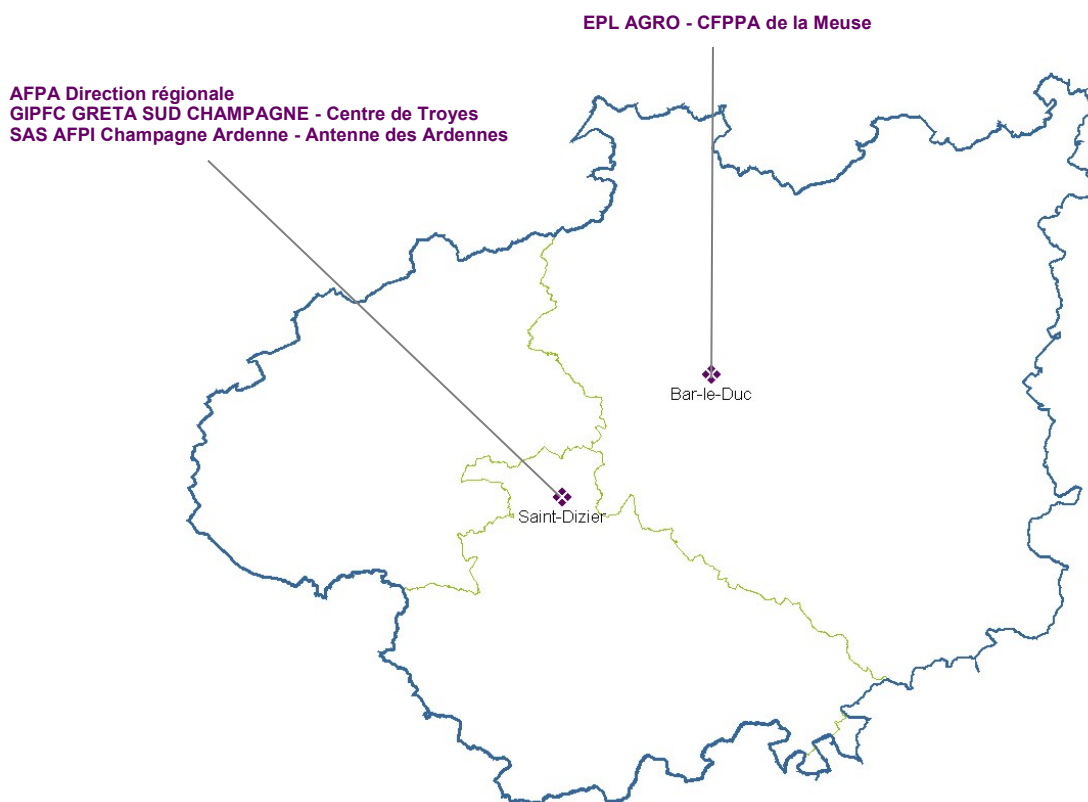 EPL AGRO - CFPPA de la Meuse
AFPA Direction régionale
GIPFC GRETA SUD CHAMPAGNE - Centre de Troyes
SAS AFPI Champagne Ardenne - Antenne des Ardennes
Bar-le-Duc
Saint-Dizier